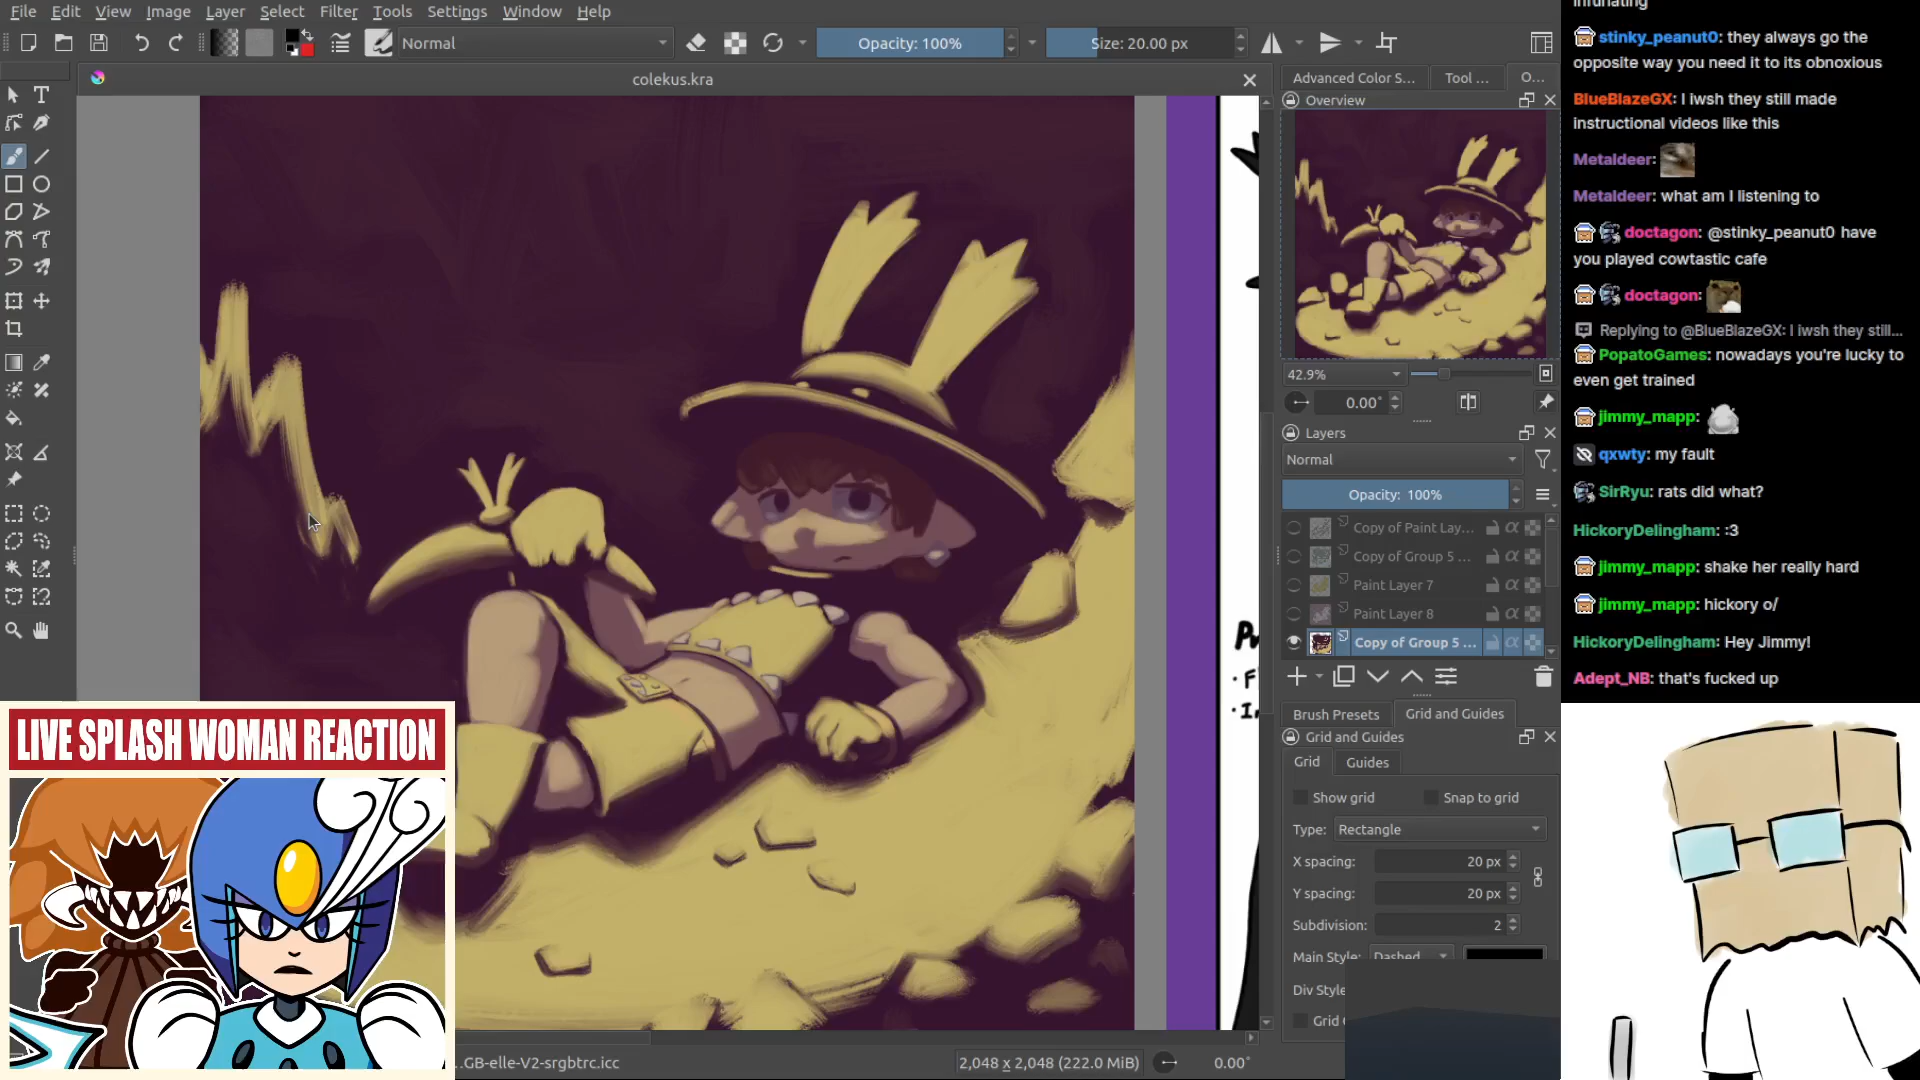 File Edit View Image Layer Select Filter Tools Settings Window Help
Normal
Opacity: 100%
Size: 20.00 px
colekus.kra
Advanced Color S... Tool ... O...
Overview
42.9%
0.00°
Layers
Normal
Opacity: 100%
Copy of Paint Lay...
Copy of Group 5 ...
Paint Layer 7
Paint Layer 8
Copy of Group 5 ...
Brush Presets Grid and Guides
Grid and Guides
Grid Guides
Show grid Snap to grid
Type: Rectangle
X spacing: 20 px
Y spacing: 20 px
Subdivision: 2
Main Style: Dashed
Div Style
Grid
...GB-elle-V2-srgbtrc.icc
2,048 x 2,048 (222.0 MiB)
0.00°
LIVE SPLASH WOMAN REACTION
infuriating
stinky_peanut0: they always go the
opposite way you need it to its obnoxious
BlueBlazeGX: I iwsh they still made
instructional videos like this
Metaldeer:
Metaldeer: what am I listening to
doctagon: @stinky_peanut0 have
you played cowtastic cafe
doctagon:
Replying to @BlueBlazeGX: I iwsh they still...
PopatoGames: nowadays you're lucky to
even get trained
jimmy_mapp:
qxwty: my fault
SirRyu: rats did what?
HickoryDelingham: :3
jimmy_mapp: shake her really hard
jimmy_mapp: hickory o/
HickoryDelingham: Hey Jimmy!
Adept_NB: that's fucked up